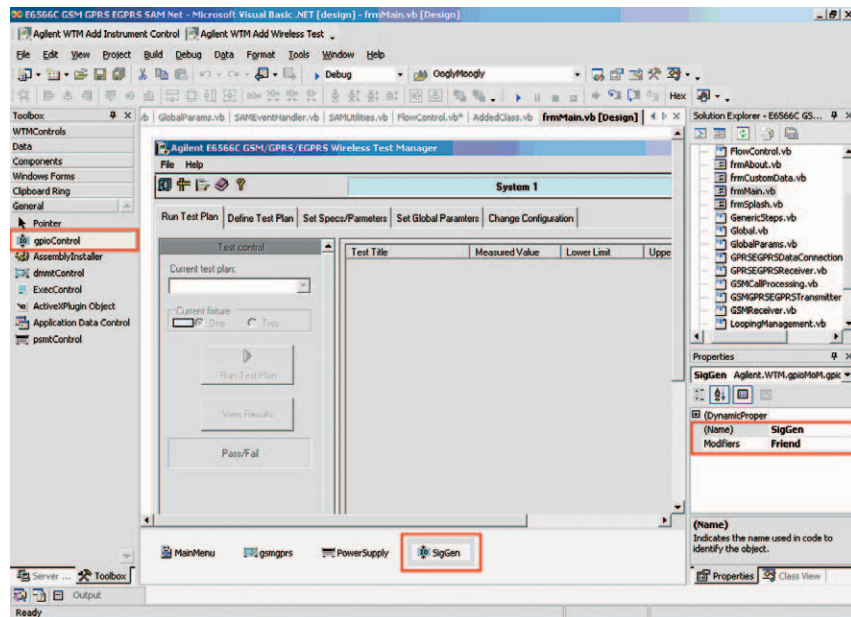 E6566C GSM GPRS EGPRS SAM Net - Microsoft Visual Basic .NET [design] - frmMain.vb [Design]
Agilent WTM Add Instrument Control Agilent WTM Add Wireless Test
File Edit View Project Build Debug Data Format Tools Window Help
Debug OoglyMoogly
Hex
Toolbox
WTMControls
Data
Components
Windows Forms
Clipboard Ring
General
Pointer
gpioControl
AssemblyInstaller
dmmtControl
ExecControl
ActiveXPlugin Object
Application Data Control
psmtControl
Server ... Toolbox
GlobalParams.vb SAMEventHandler.vb SAMUtilities.vb FlowControl.vb* AddedClass.vb frmMain.vb [Design]
Agilent E6566C GSM/GPRS/EGPRS Wireless Test Manager
File Help
System 1
Run Test Plan Define Test Plan Set Specs/Parmeters Set Global Paramters Change Configuration
Test control
Current test plan:
Current fixture
One Two
Run Test Plan
View Results
Pass/Fail
Test Title Measured Value Lower Limit Uppe
MainMenu gsmgprs PowerSupply SigGen
Solution Explorer - E6566C GS...
FlowControl.vb
frmAbout.vb
frmCustomData.vb
frmMain.vb
frmSplash.vb
GenericSteps.vb
Global.vb
GlobalParams.vb
GPRSEGPRSDataConnection
GPRSEGPRSReceiver.vb
GSMCallProcessing.vb
GSMGPRSEGPRSTransmitter
GSMReceiver.vb
LoopingManagement.vb
Properties
SigGen Agilent.WTM.gpioMoM.gpic
(DynamicProper
(Name) SigGen
Modifiers Friend
(Name)
Indicates the name used in code to
identify the object.
Properties Class View
Output
Ready